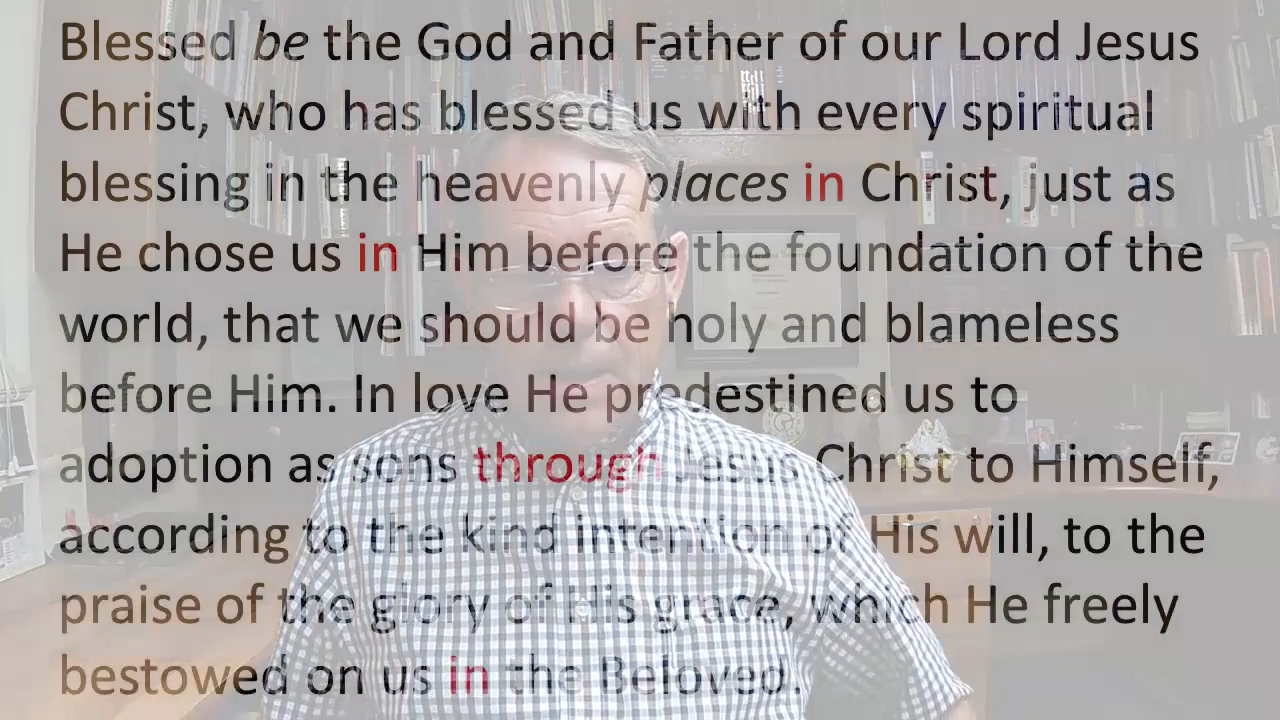 Blessed be the God and Father of our Lord Jesus
Christ, who has blessed us with every spiritual
blessing in the heavenly places in Christ, just as
He chose us in Him before the foundation of the
world, that we should be holy and blameless
before Him. In love He predestined us to
adoption as sons through Jesus Christ to Himself,
according to the kind intention of His will, to the
praise of the glory of His grace, which He freely
bestowed on us in the Beloved.